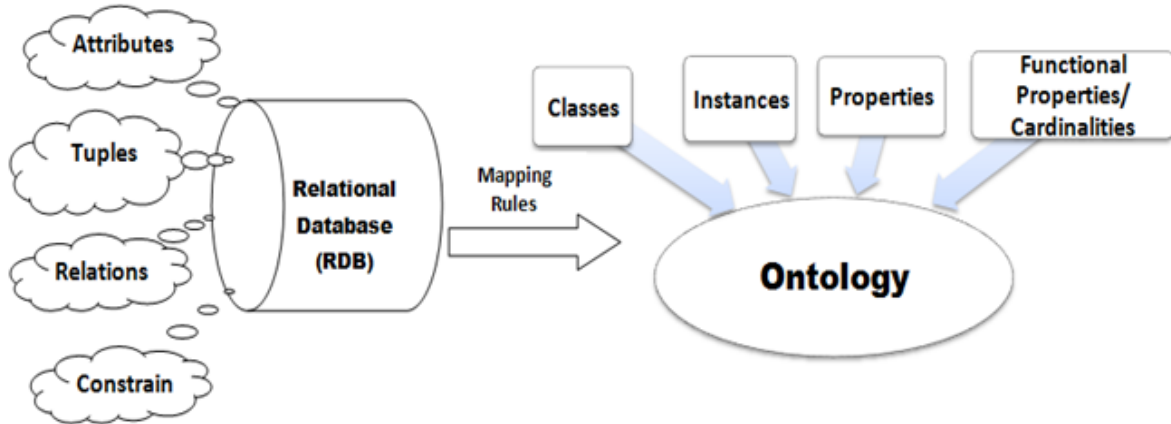 Attributes
Tuples
Relations
Constrain
Relational
Database
(RDB)
Mapping
Rules
Classes
Instances
Properties
Functional
Properties/
Cardinalities
Ontology